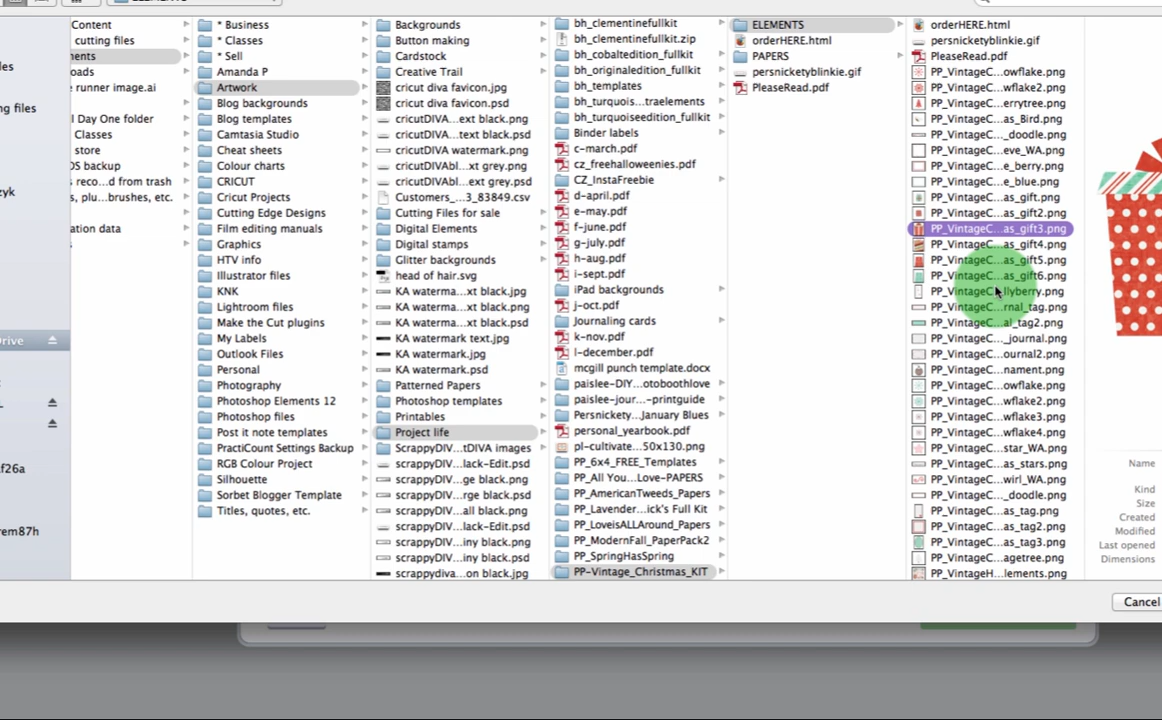 Content
cutting files
ments
oads
runner image.ai
l Day One folder
Classes
store
OS backup
s reco...d from trash
s, plu...brushes, etc.
ation data
les
ng files
zyk
rive
f26a
rem87h
* Business
* Classes
* Sell
Amanda P
Artwork
Blog backgrounds
Blog templates
Camtasia Studio
Cheat sheets
Colour charts
CRICUT
Cricut Projects
Cutting Edge Designs
Film editing manuals
Graphics
HTV info
Illustrator files
KNK
Lightroom files
Make the Cut plugins
My Labels
Outlook Files
Personal
Photography
Photoshop Elements 12
Photoshop files
Post it note templates
PractiCount Settings Backup
RGB Colour Project
Silhouette
Sorbet Blogger Template
Titles, quotes, etc.
Backgrounds
Button making
Cardstock
Creative Trail
cricut diva favicon.jpg
cricut diva favicon.psd
cricutDIVA...ext black.png
cricutDIVA...text black.psd
cricutDIVA watermark.png
cricutDIVAbl...xt grey.png
cricutDIVAbl...ext grey.psd
Customers_...3_83849.csv
Cutting Files for sale
Digital Elements
Digital stamps
Glitter backgrounds
head of hair.svg
KA waterma...xt black.jpg
KA waterma...xt black.png
KA waterma...xt black.psd
KA watermark text.jpg
KA watermark.jpg
KA watermark.psd
Patterned Papers
Photoshop templates
Printables
Project life
ScrappyDIV...tDIVA images
scrappyDIV...lack-Edit.psd
scrappyDIV...ge black.png
scrappyDIV...rge black.psd
scrappyDIV...all black.png
scrappyDIV...lack-Edit.psd
scrappyDIV...iny black.png
scrappyDIV...iny black.psd
scrappydiva...on black.jpg
bh_clementinefullkit
bh_clementinefullkit.zip
bh_cobaltedition_fullkit
bh_originaledition_fullkit
bh_templates
bh_turquois...traelements
bh_turquoiseedition_fullkit
Binder labels
c-march.pdf
cz_freehalloweenies.pdf
CZ_InstaFreebie
d-april.pdf
e-may.pdf
f-june.pdf
g-july.pdf
h-aug.pdf
i-sept.pdf
iPad backgrounds
j-oct.pdf
Journaling cards
k-nov.pdf
l-december.pdf
mcgill punch template.docx
paislee-DIY...otoboothlove
paislee-jour...-printguide
Persnickety...January Blues
personal_yearbook.pdf
pl-cultivate...50x130.png
PP_6x4_FREE_Templates
PP_All You...Love-PAPERS
PP_AmericanTweeds_Papers
PP_Lavender...ick's Full Kit
PP_LoveisALLAround_Papers
PP_ModernFall_PaperPack2
PP_SpringHasSpring
PP-Vintage_Christmas_KIT
ELEMENTS
orderHERE.html
PAPERS
persnicketyblinkie.gif
PleaseRead.pdf
orderHERE.html
persnicketyblinkie.gif
PleaseRead.pdf
PP_VintageC...owflake.png
PP_VintageC...wflake2.png
PP_VintageC...errytree.png
PP_VintageC...as_Bird.png
PP_VintageC..._doodle.png
PP_VintageC...eve_WA.png
PP_VintageC...e_berry.png
PP_VintageC...e_blue.png
PP_VintageC...as_gift.png
PP_VintageC...as_gift2.png
PP_VintageC...as_gift3.png
PP_VintageC...as_gift4.png
PP_VintageC...as_gift5.png
PP_VintageC...as_gift6.png
PP_VintageC...llyberry.png
PP_VintageC...rnal_tag.png
PP_VintageC...al_tag2.png
PP_VintageC..._journal.png
PP_VintageC...ournal2.png
PP_VintageC...nament.png
PP_VintageC...owflake.png
PP_VintageC...wflake2.png
PP_VintageC...wflake3.png
PP_VintageC...wflake4.png
PP_VintageC...star_WA.png
PP_VintageC...as_stars.png
PP_VintageC...wirl_WA.png
PP_VintageC..._doodle.png
PP_VintageC...as_tag.png
PP_VintageC...as_tag2.png
PP_VintageC...as_tag3.png
PP_VintageC...agetree.png
PP_VintageH...lements.png
Name
Kind
Size
Created
Modified
Last opened
Dimensions
Cancel